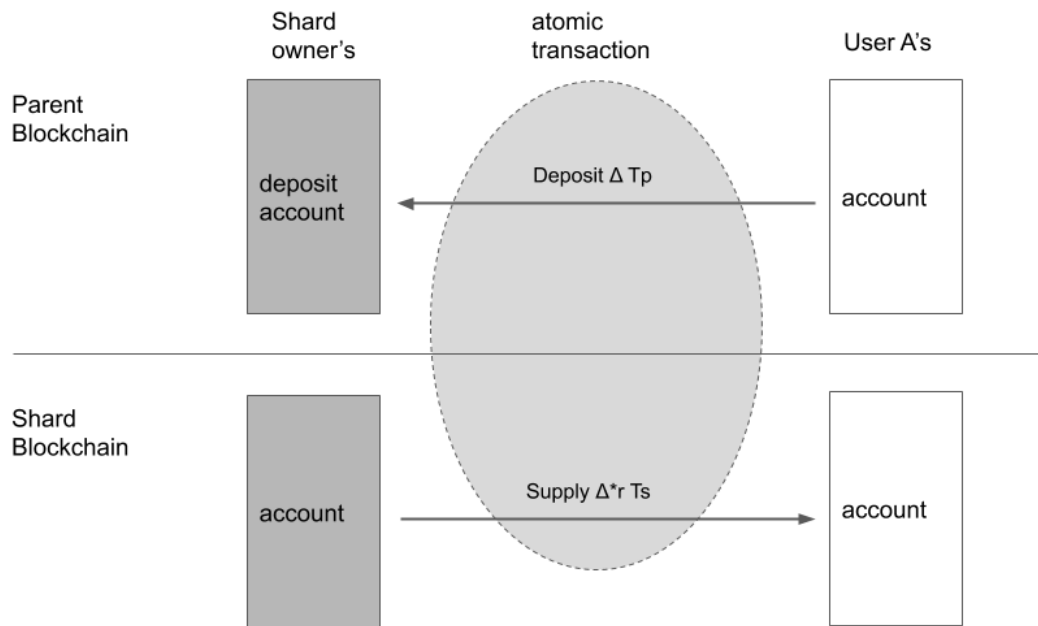 Shard
owner's
atomic
transaction
User A's
Parent
Blockchain
deposit
account
Deposit Δ Tp
account
Shard
Blockchain
account
Supply Δ*r Ts
account